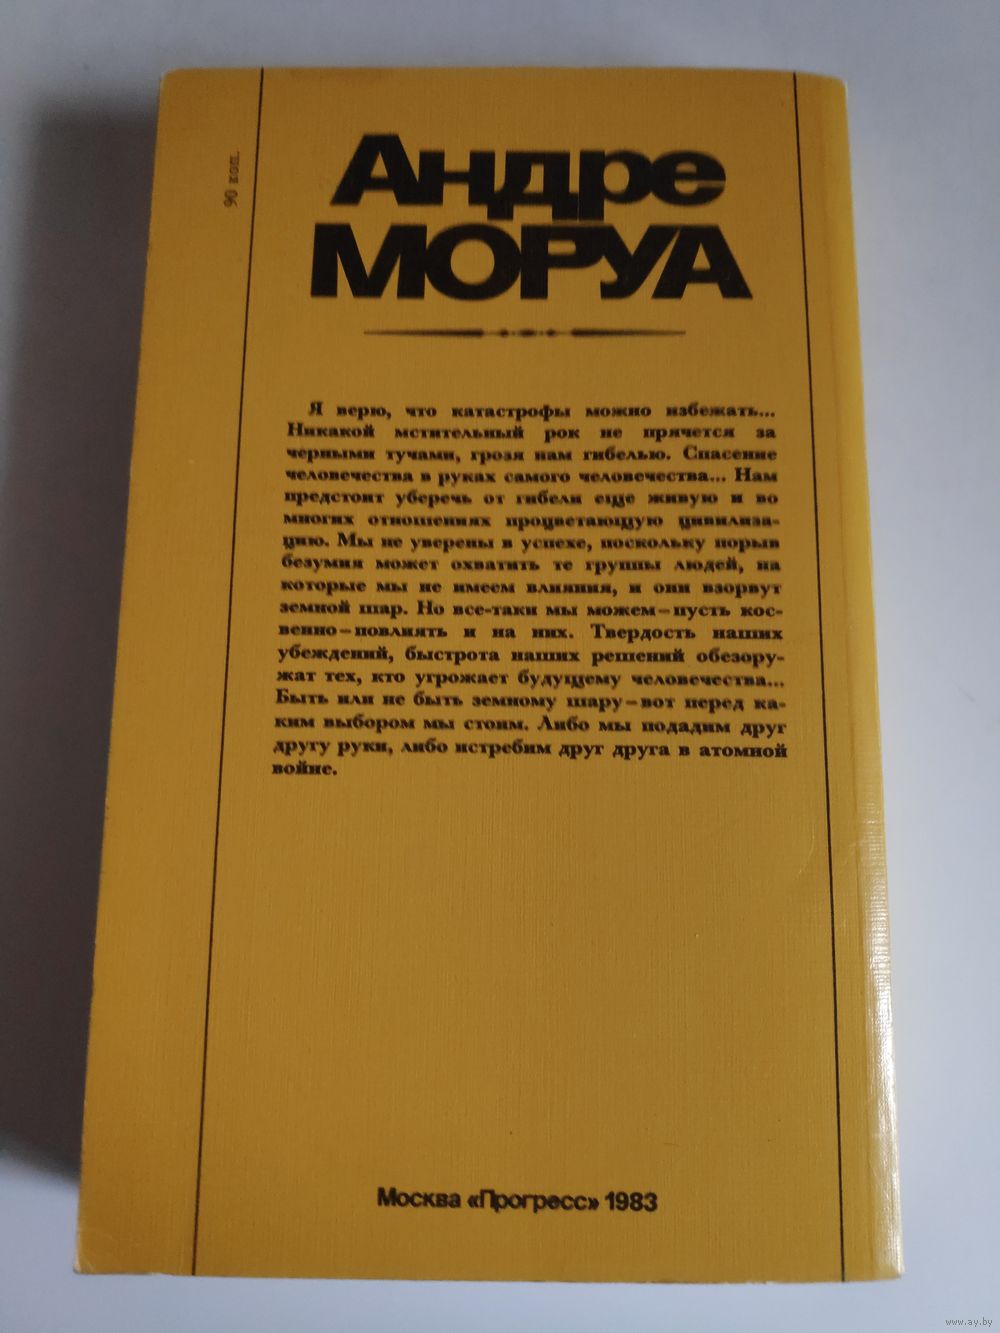 90 коп.
Андре
МОРУА
Я верю, что катастрофы можно избежать...
Никакой мстительный рок не прячется за
черными тучами, грозя нам гибелью. Спасение
человечества в руках самого человечества... Нам
предстоит уберечь от гибели еще живую и во
многих отношениях процветающую цивилиза-
цию. Мы не уверены в успехе, поскольку порыв
безумия может охватить те группы людей, на
которые мы не имеем влияния, и они взорвут
земной шар. Но все-таки мы можем–пусть кос-
венно–повлиять и на них. Твердость наших
убеждений, быстрота наших решений обезору-
жат тех, кто угрожает будущему человечества...
Быть или не быть земному шару–вот перед ка-
ким выбором мы стоим. Либо мы подадим друг
другу руки, либо истребим друг друга в атомной
войне.
Москва «Прогресс» 1983
www.ay.by